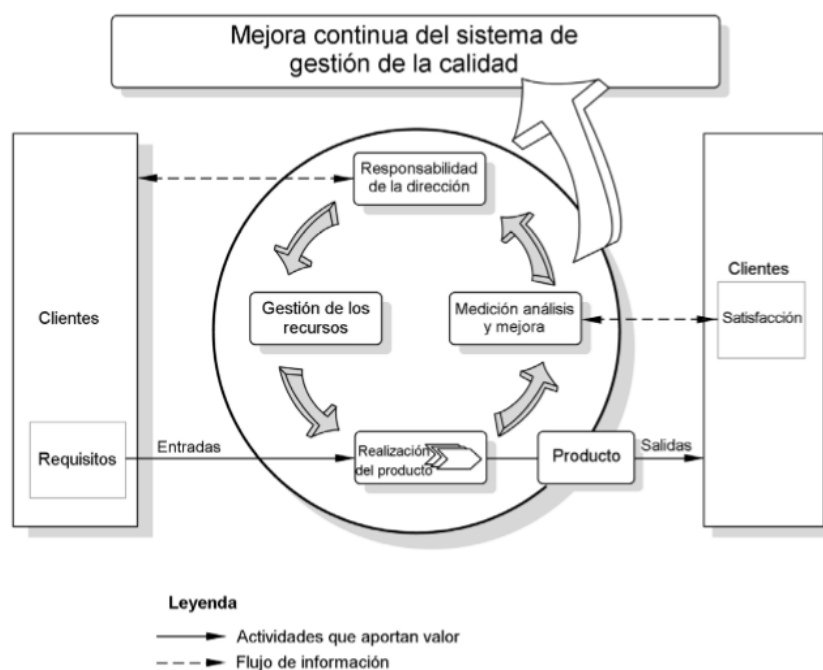 Mejora continua del sistema de
gestión de la calidad
Responsabilidad
de la dirección
Clientes
Gestión de los
recursos
Medición análisis
y mejora
Clientes
Satisfacción
Requisitos
Entradas
Realización
del producto
Producto
Salidas
Leyenda
Actividades que aportan valor
Flujo de información